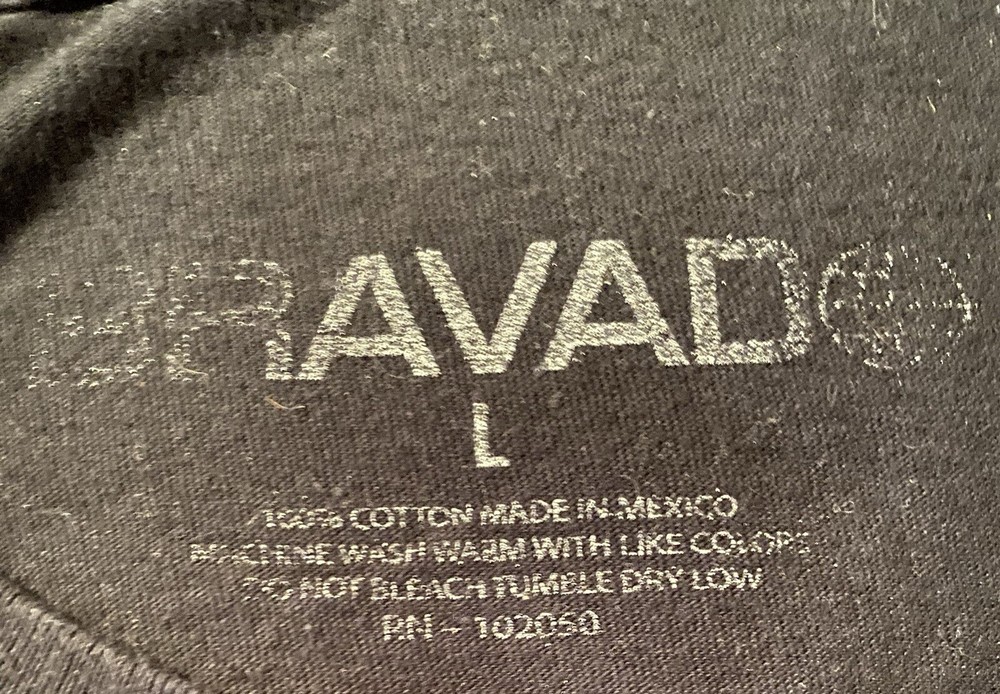 BRAVADO
L
100% COTTON MADE IN MEXICO
MACHINE WASH WARM WITH LIKE COLORS
DO NOT BLEACH TUMBLE DRY LOW
RN - 102050